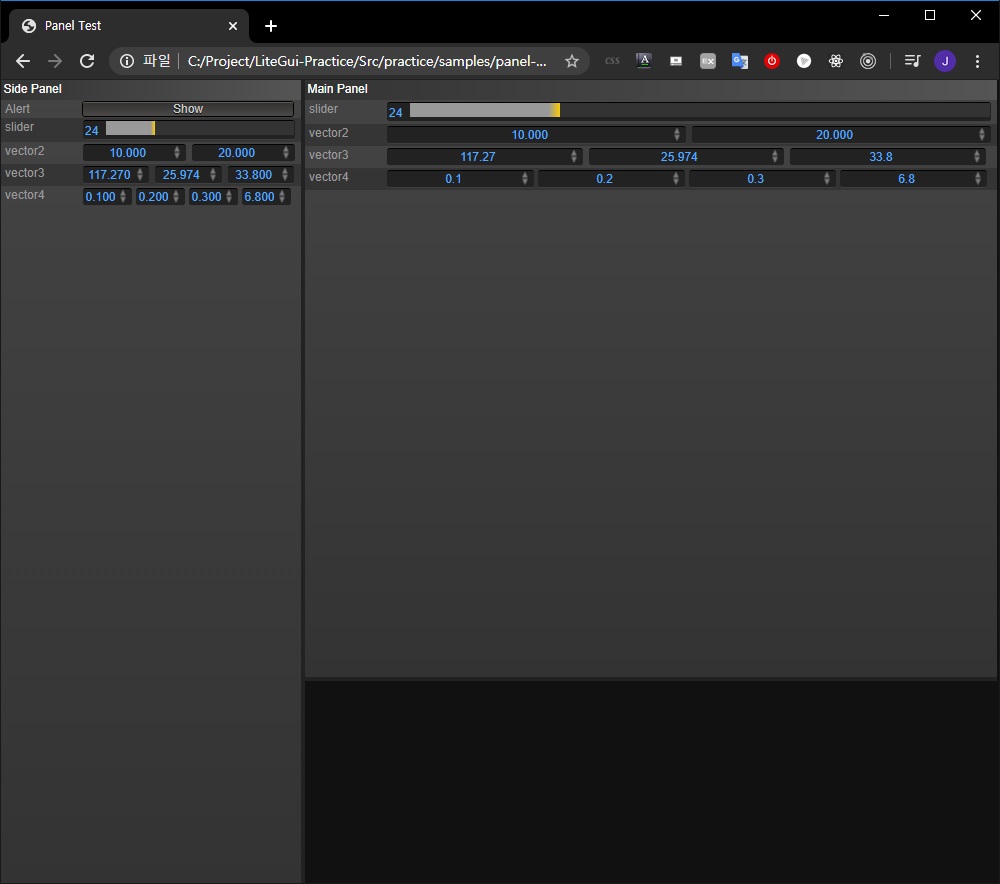 Panel Test
파일 C:/Project/LiteGui-Practice/Src/practice/samples/panel-...
css A EX J
Side Panel
Alert Show
slider 24
vector2 10.000 20.000
vector3 117.270 25.974 33.800
vector4 0.100 0.200 0.300 6.800
Main Panel
slider 24
vector2 10.000 20.000
vector3 117.27 25.974 33.8
vector4 0.1 0.2 0.3 6.8